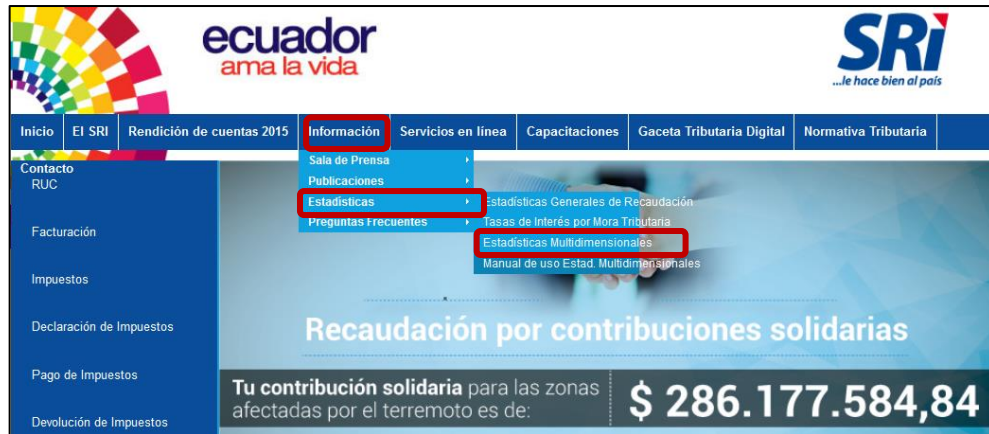 ecuador
ama la vida
SRi
...le hace bien al país
Inicio El SRI Rendición de cuentas 2015 Información Servicios en línea Capacitaciones Gaceta Tributaria Digital Normativa Tributaria
Contacto
Sala de Prensa
Publicaciones
Estadísticas
Preguntas Frecuentes
Estadísticas Generales de Recaudación
Tasas de Interés por Mora Tributaria
Estadísticas Multidimensionales
Manual de uso Estad. Multidimensionales
RUC
Facturación
Impuestos
Declaración de Impuestos
Pago de Impuestos
Devolución de Impuestos
Recaudación por contribuciones solidarias
Tu contribución solidaria para las zonas
afectadas por el terremoto es de:
$ 286.177.584,84